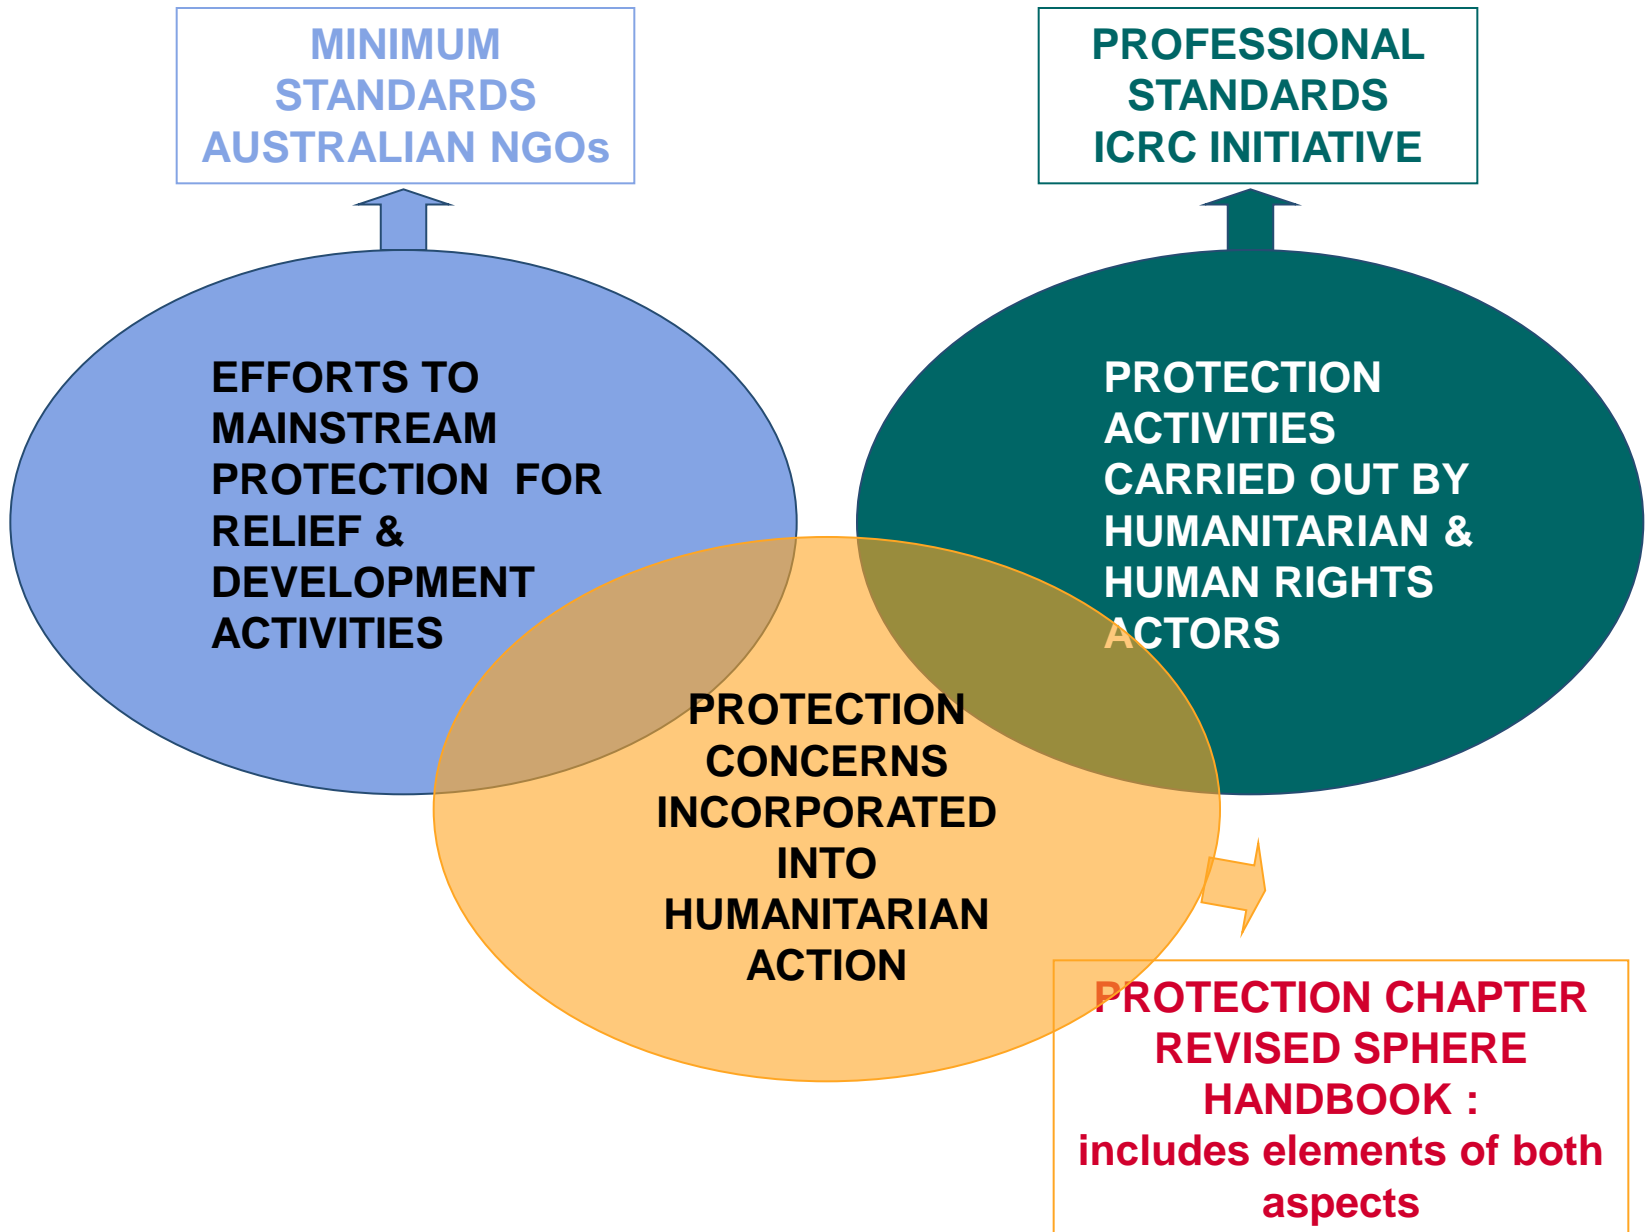 MINIMUM
STANDARDS
AUSTRALIAN NGOs
PROFESSIONAL
STANDARDS
ICRC INITIATIVE
EFFORTS TO
MAINSTREAM
PROTECTION FOR
RELIEF &
DEVELOPMENT
ACTIVITIES
PROTECTION
ACTIVITIES
CARRIED OUT BY
HUMANITARIAN &
HUMAN RIGHTS
ACTORS
PROTECTION
CONCERNS
INCORPORATED
INTO
HUMANITARIAN
ACTION
PROTECTION CHAPTER
REVISED SPHERE
HANDBOOK :
includes elements of both
aspects